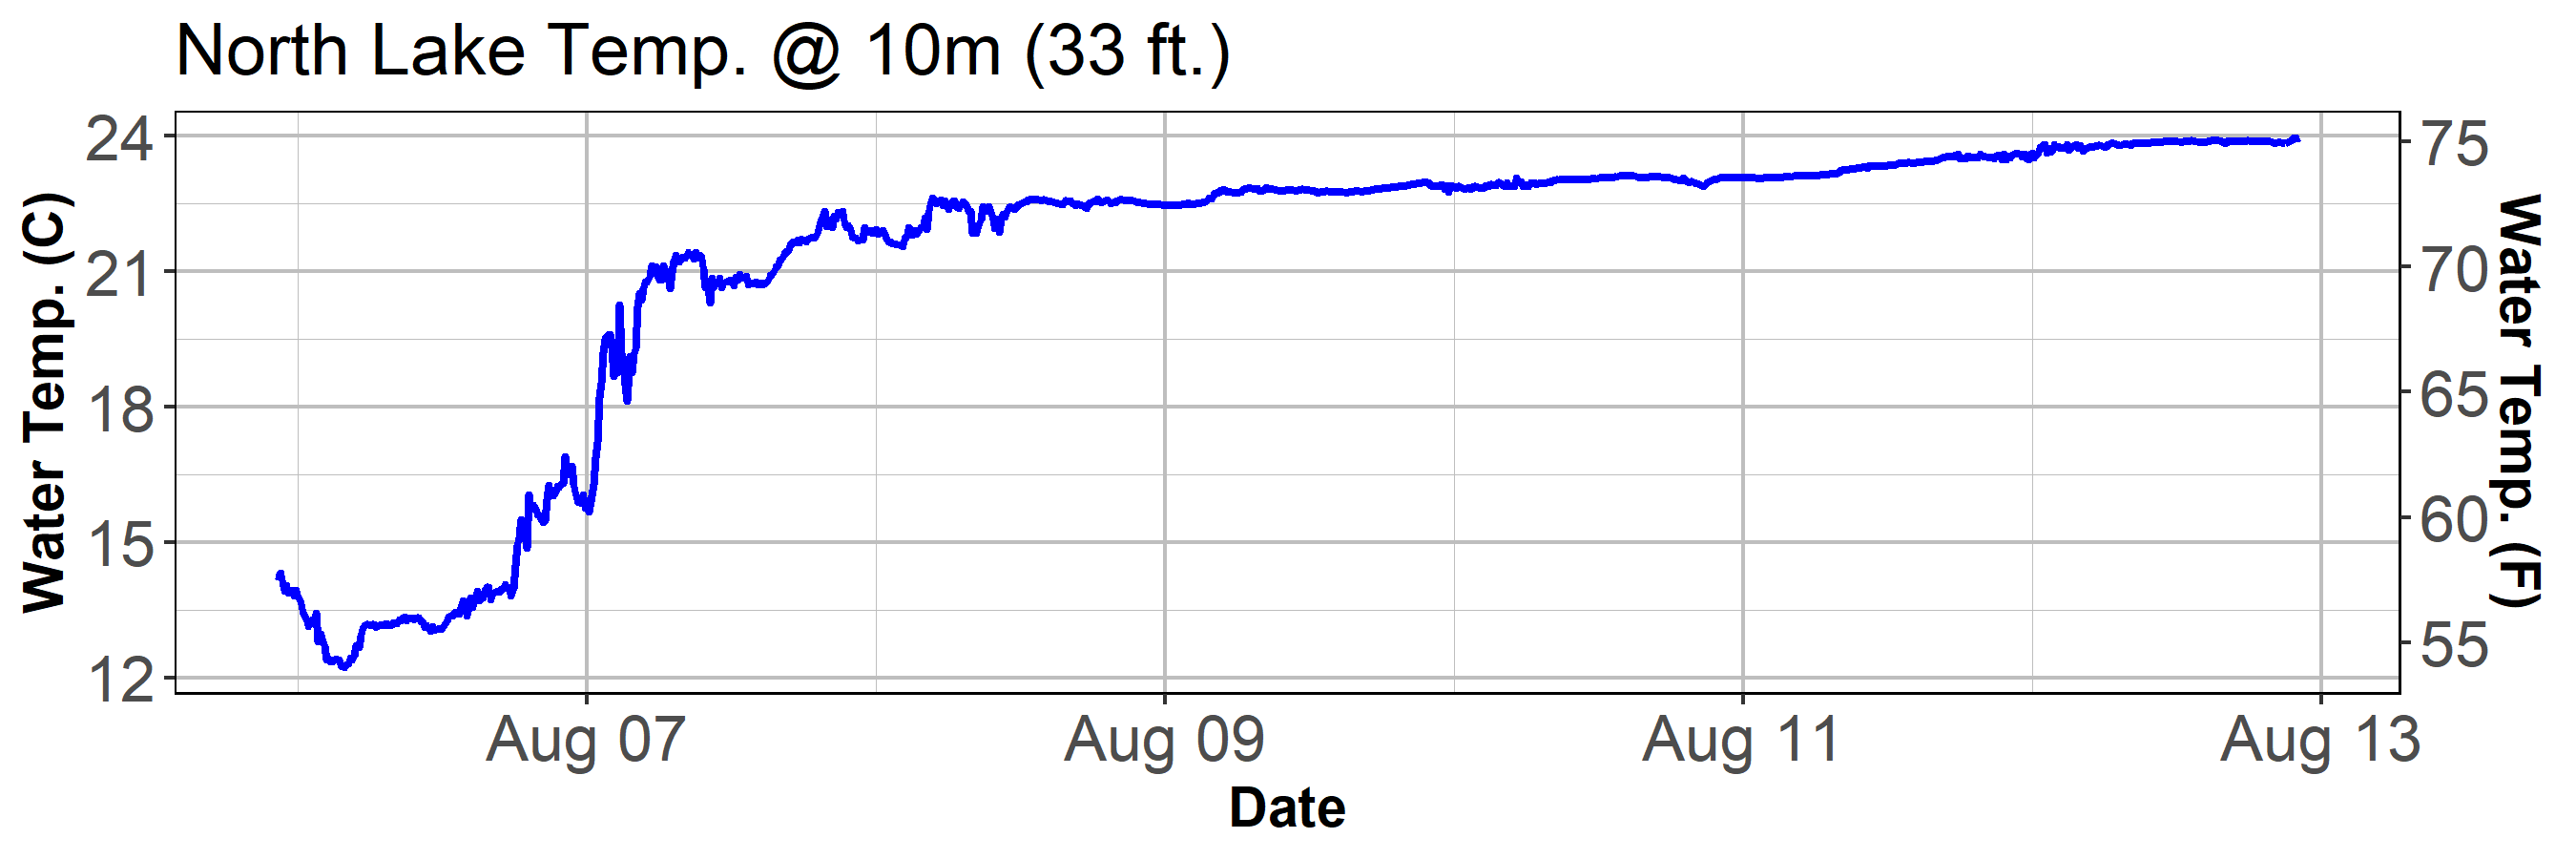 North Lake Temp. @ 10m (33 ft.)
Water Temp. (C)
24
21
18
15
12
75
70
65
60
55
Water Temp. (F)
Aug 07
Aug 09
Aug 11
Aug 13
Date